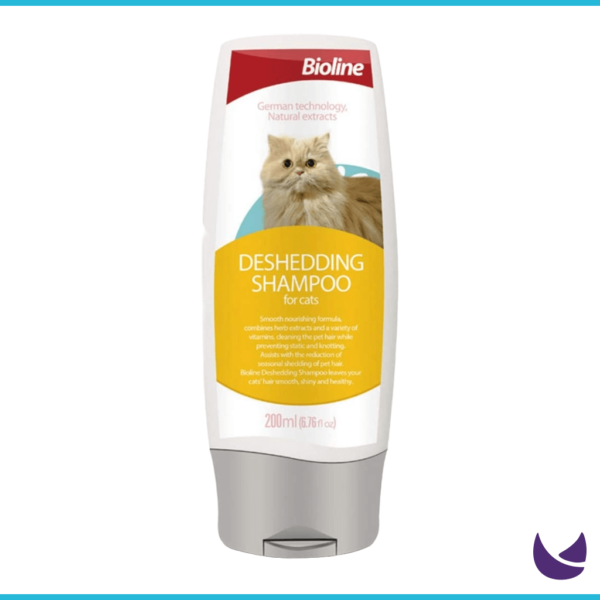 Bioline
German technology,
Natural extracts
DESHEDDING
SHAMPOO
for cats
Smooth nourishing formula,
combines herb extracts and a variety of
vitamins, cleaning the pet hair while
preventing static and knotting.
Assists with the reduction of
seasonal shedding of pet hair.
Bioline Deshedding Shampoo leaves your
cats' hair smooth, shiny and healthy.
200ml (6.76 fl oz)